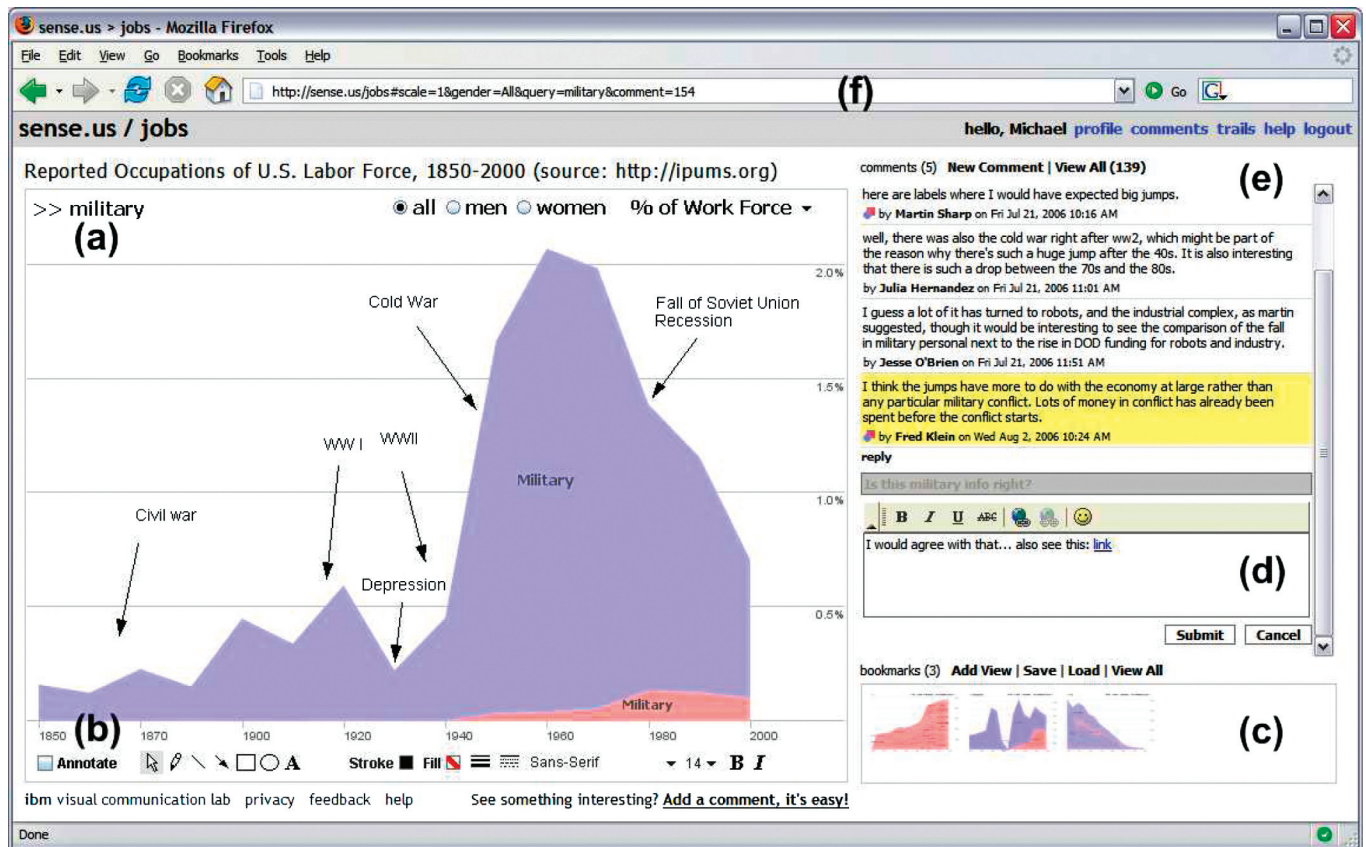 sense.us > jobs - Mozilla Firefox
File Edit View Go Bookmarks Tools Help
http://sense.us/jobs#scale=1&gender=All&query=military&comment=154
(f)
Go
G
sense.us / jobs
hello, Michael profile comments trails help logout
Reported Occupations of U.S. Labor Force, 1850-2000 (source: http://ipums.org)
>> military
all men women % of Work Force
(a)
2.0%
Cold War
Fall of Soviet Union
Recession
1.5%
WW I
WWII
Military
1.0%
Civil war
Depression
0.5%
Military
(b)
1850 1870 1900 1920 1940 1960 1980 2000
Annotate A Stroke Fill Sans-Serif 14 B I
comments (5) New Comment | View All (139)
(e)
here are labels where I would have expected big jumps.
by Martin Sharp on Fri Jul 21, 2006 10:16 AM
well, there was also the cold war right after ww2, which might be part of
the reason why there's such a huge jump after the 40s. It is also interesting
that there is such a drop between the 70s and the 80s.
by Julia Hernandez on Fri Jul 21, 2006 11:01 AM
I guess a lot of it has turned to robots, and the industrial complex, as martin
suggested, though it would be interesting to see the comparison of the fall
in military personal next to the rise in DOD funding for robots and industry.
by Jesse O'Brien on Fri Jul 21, 2006 11:51 AM
I think the jumps have more to do with the economy at large rather than
any particular military conflict. Lots of money in conflict has already been
spent before the conflict starts.
by Fred Klein on Wed Aug 2, 2006 10:24 AM
reply
Is this military info right?
B I U ABC
I would agree with that... also see this: link
(d)
Submit Cancel
bookmarks (3) Add View | Save | Load | View All
(c)
ibm visual communication lab privacy feedback help
See something interesting? Add a comment, it's easy!
Done